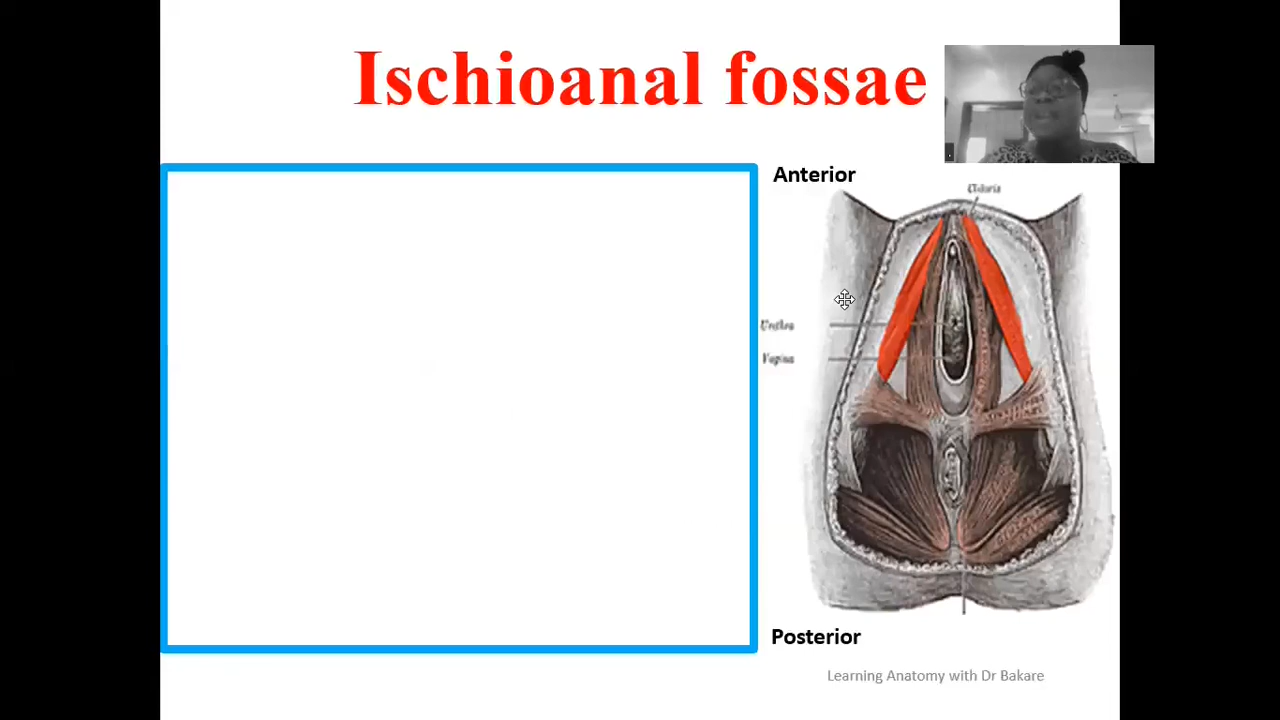 Ischioanal fossae
Anterior
Clitoris
Urethra
Vagina
Posterior
Learning Anatomy with Dr Bakare